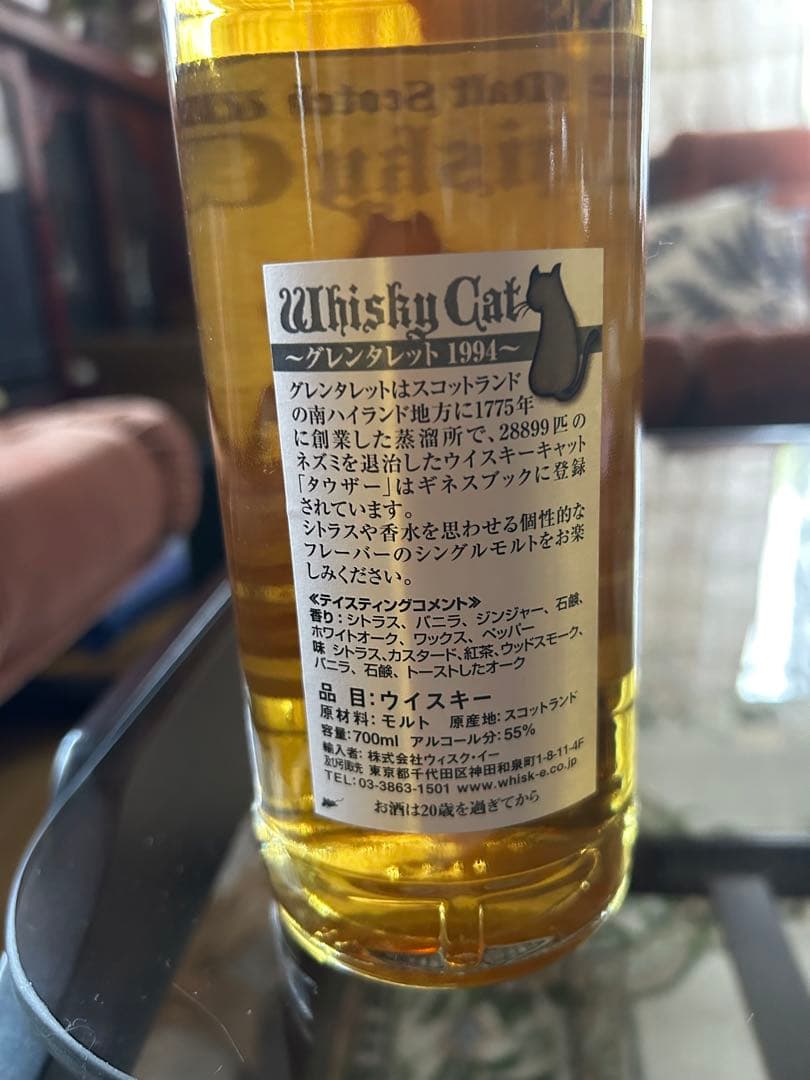 Malt Scotch
Whisky Cat
～グレンタレット 1994～
グレンタレットはスコットランド
の南ハイランド地方に1775年
に創業した蒸溜所で、28899匹の
ネズミを退治したウイスキーキャット
「タウザー」はギネスブックに登録
されています。
シトラスや香水を思わせる個性的な
フレーバーのシングルモルトをお楽
しみください。
≪テイスティングコメント≫
香り：シトラス、バニラ、ジンジャー、石鹸、
ホワイトオーク、ワックス、ペッパー
味 シトラス、カスタード、紅茶、ウッドスモーク、
バニラ、石鹸、トーストしたオーク
品 目：ウイスキー
原材料：モルト 原産地：スコットランド
容量：700ml アルコール分：55%
輸入者： 株式会社ウィスク・イー
及び引取先 東京都千代田区神田和泉町1-8-11-4F
TEL：03-3863-1501 www.whisk-e.co.jp
お酒は20歳を過ぎてから